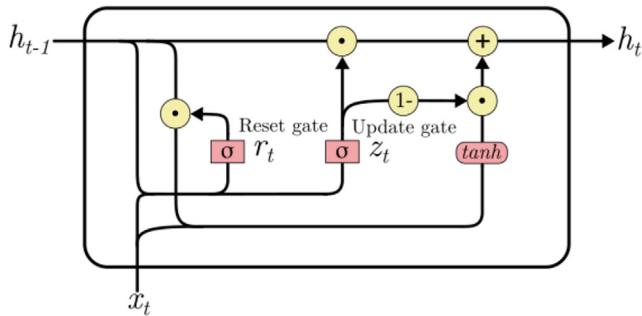 h_{t-1}
h_t
·
+
1-
·
·
Reset gate
Update gate
σ
r_t
σ
z_t
tanh
x_t